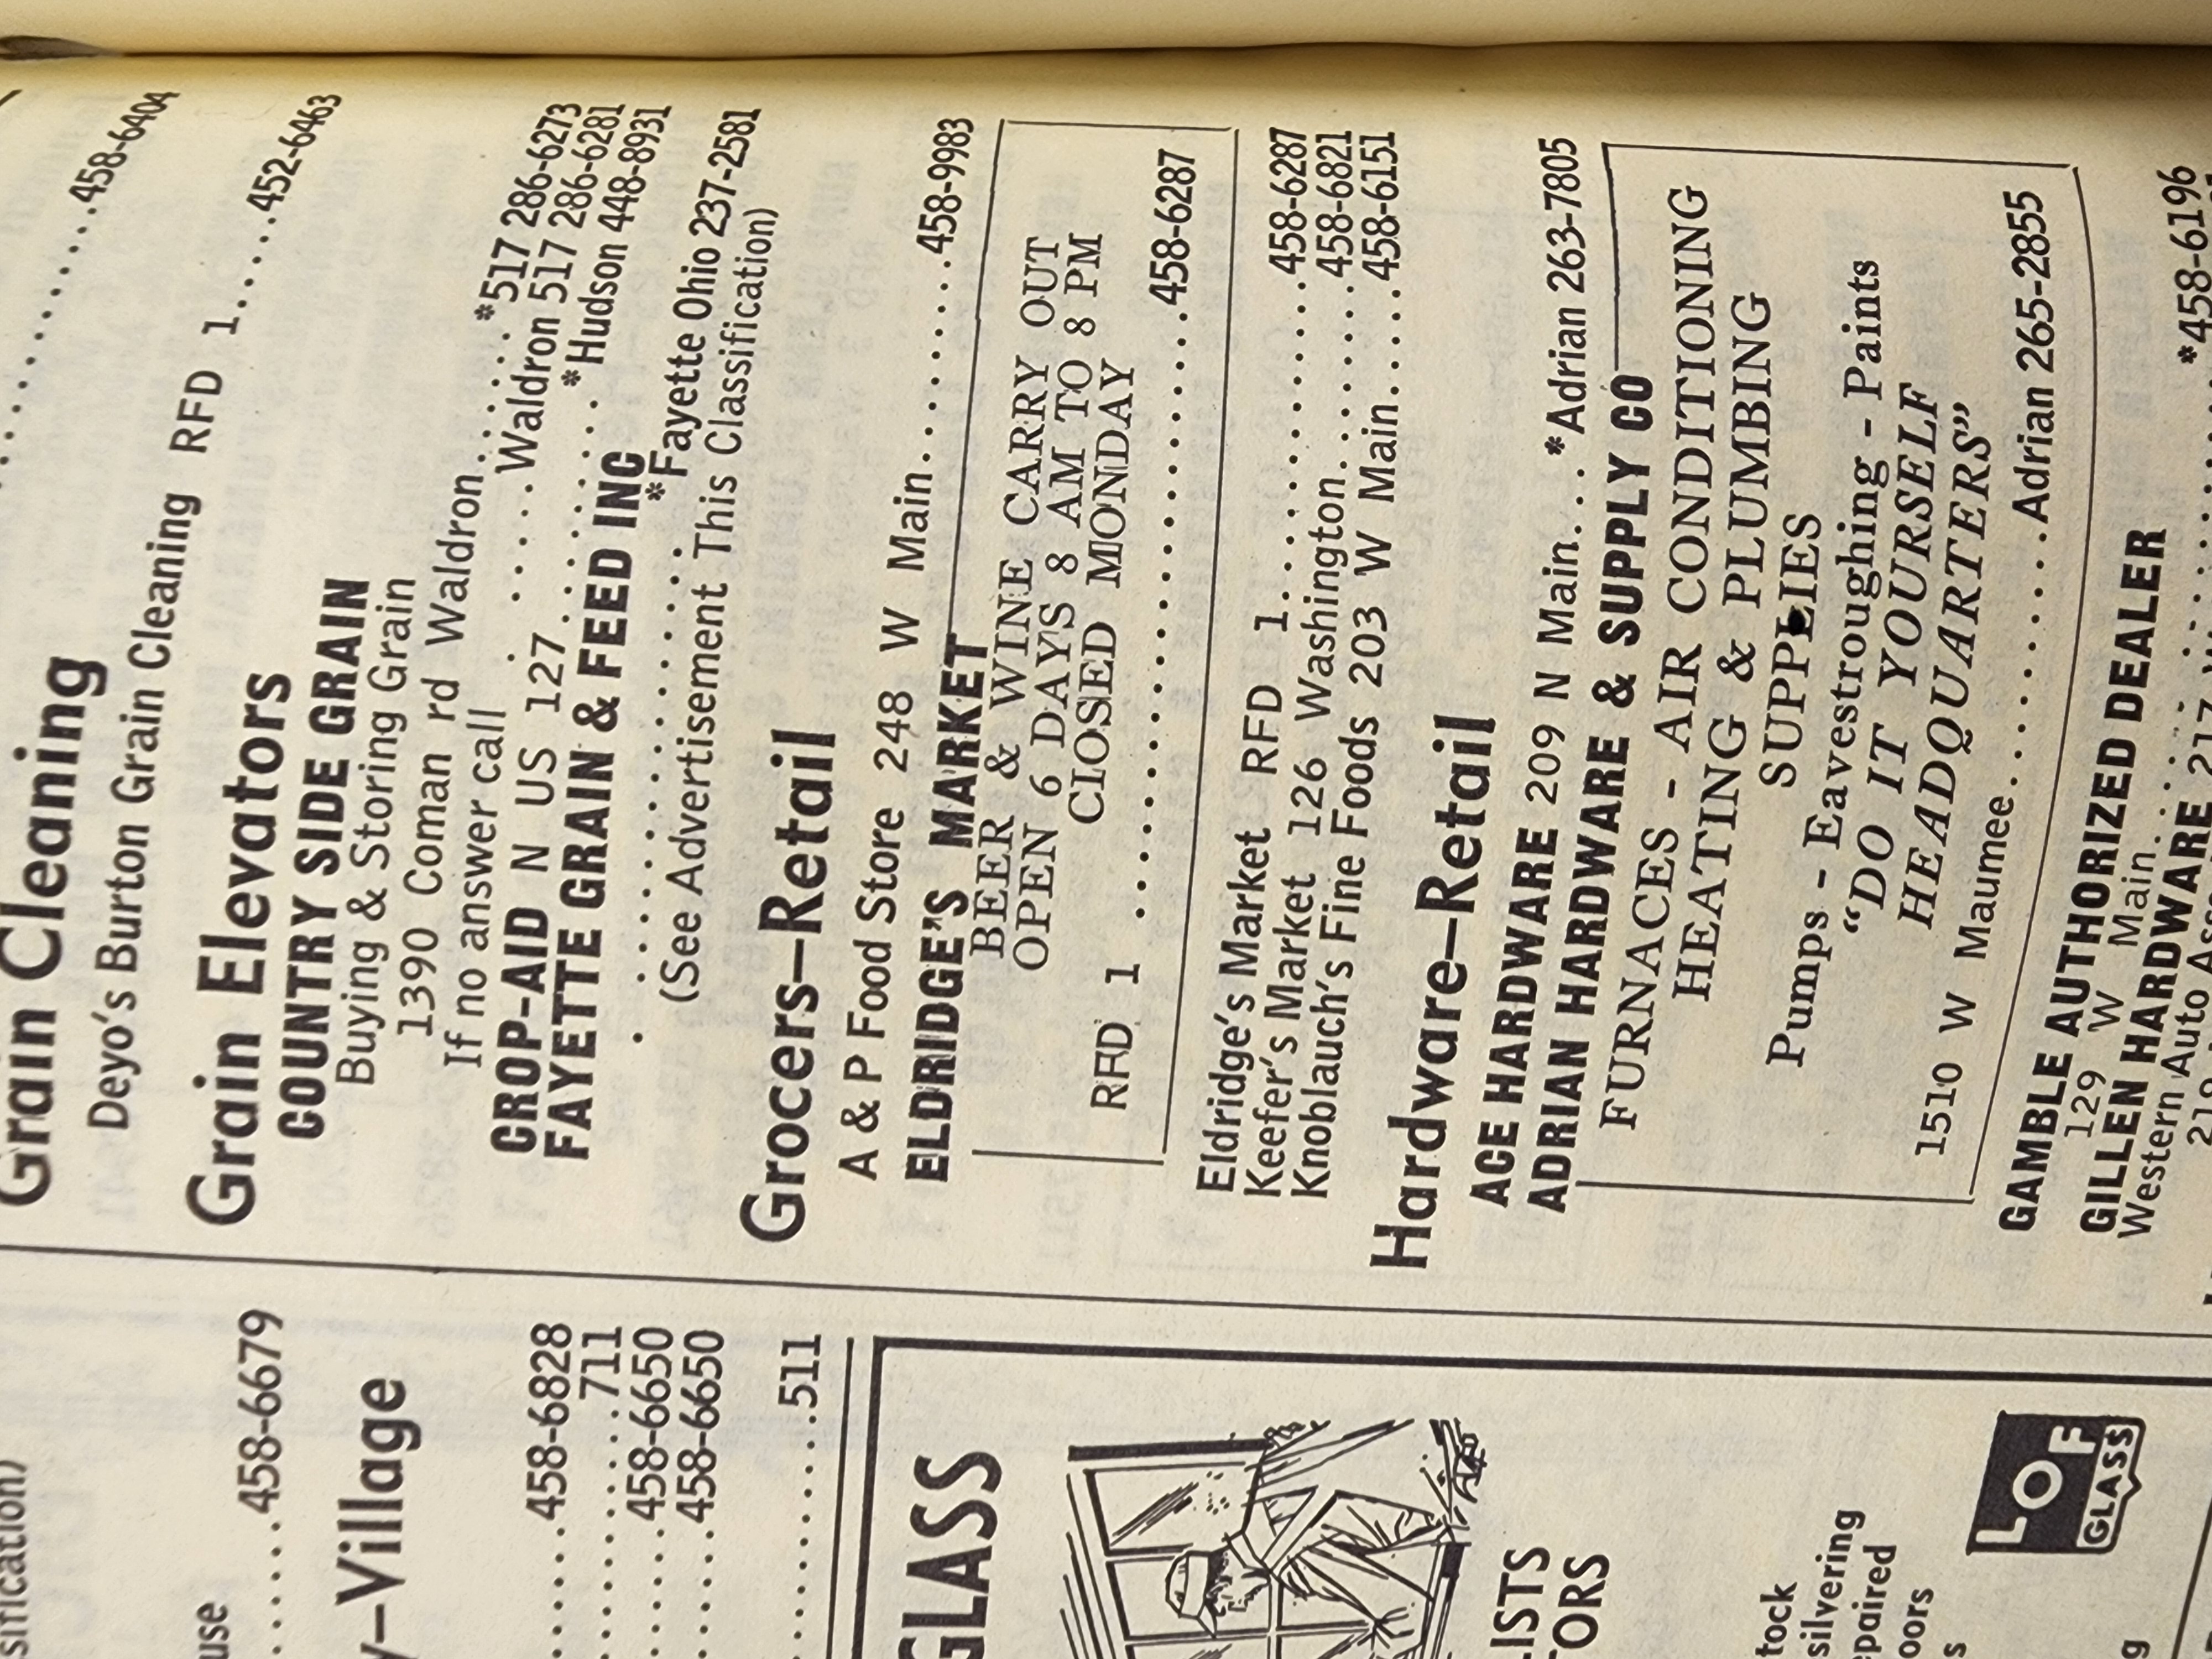 sification)
use
.....458-6679
y—Village
.....458-6828
.....711
.....458-6650
.....458-6650
.....511
GLASS
LISTS
TORS
tock
silvering
epaired
oors
s
g
LOF
GLASS
..........458-6404
Grain Cleaning
Deyo's Burton Grain Cleaning RFD 1.....452-6463
Grain Elevators
COUNTRY SIDE GRAIN
Buying & Storing Grain
1390 Coman rd Waldron......*517 286-6273
If no answer call ......Waldron 517 286-6281
CROP-AID N US 127..........*Hudson 448-8931
FAYETTE GRAIN & FEED INC
................*Fayette Ohio 237-2581
(See Advertisement This Classification)
Grocers—Retail
A & P Food Store 248 W Main..........458-9983
ELDRIDGE'S MARKET
BEER & WINE CARRY OUT
OPEN 6 DAYS 8 AM TO 8 PM
CLOSED MONDAY
RFD 1 ......................458-6287
Eldridge's Market RFD 1............458-6287
Keefer's Market 126 Washington......458-6821
Knoblauch's Fine Foods 203 W Main.....458-6151
Hardware—Retail
ACE HARDWARE 209 N Main....*Adrian 263-7805
ADRIAN HARDWARE & SUPPLY CO
FURNACES - AIR CONDITIONING
HEATING & PLUMBING
SUPPLIES
Pumps - Eavestroughing - Paints
"DO IT YOURSELF
HEADQUARTERS"
1510 W Maumee...........Adrian 265-2855
GAMBLE AUTHORIZED DEALER
129 W Main..............*458-6196
GILLEN HARDWARE 217 W
Western Auto